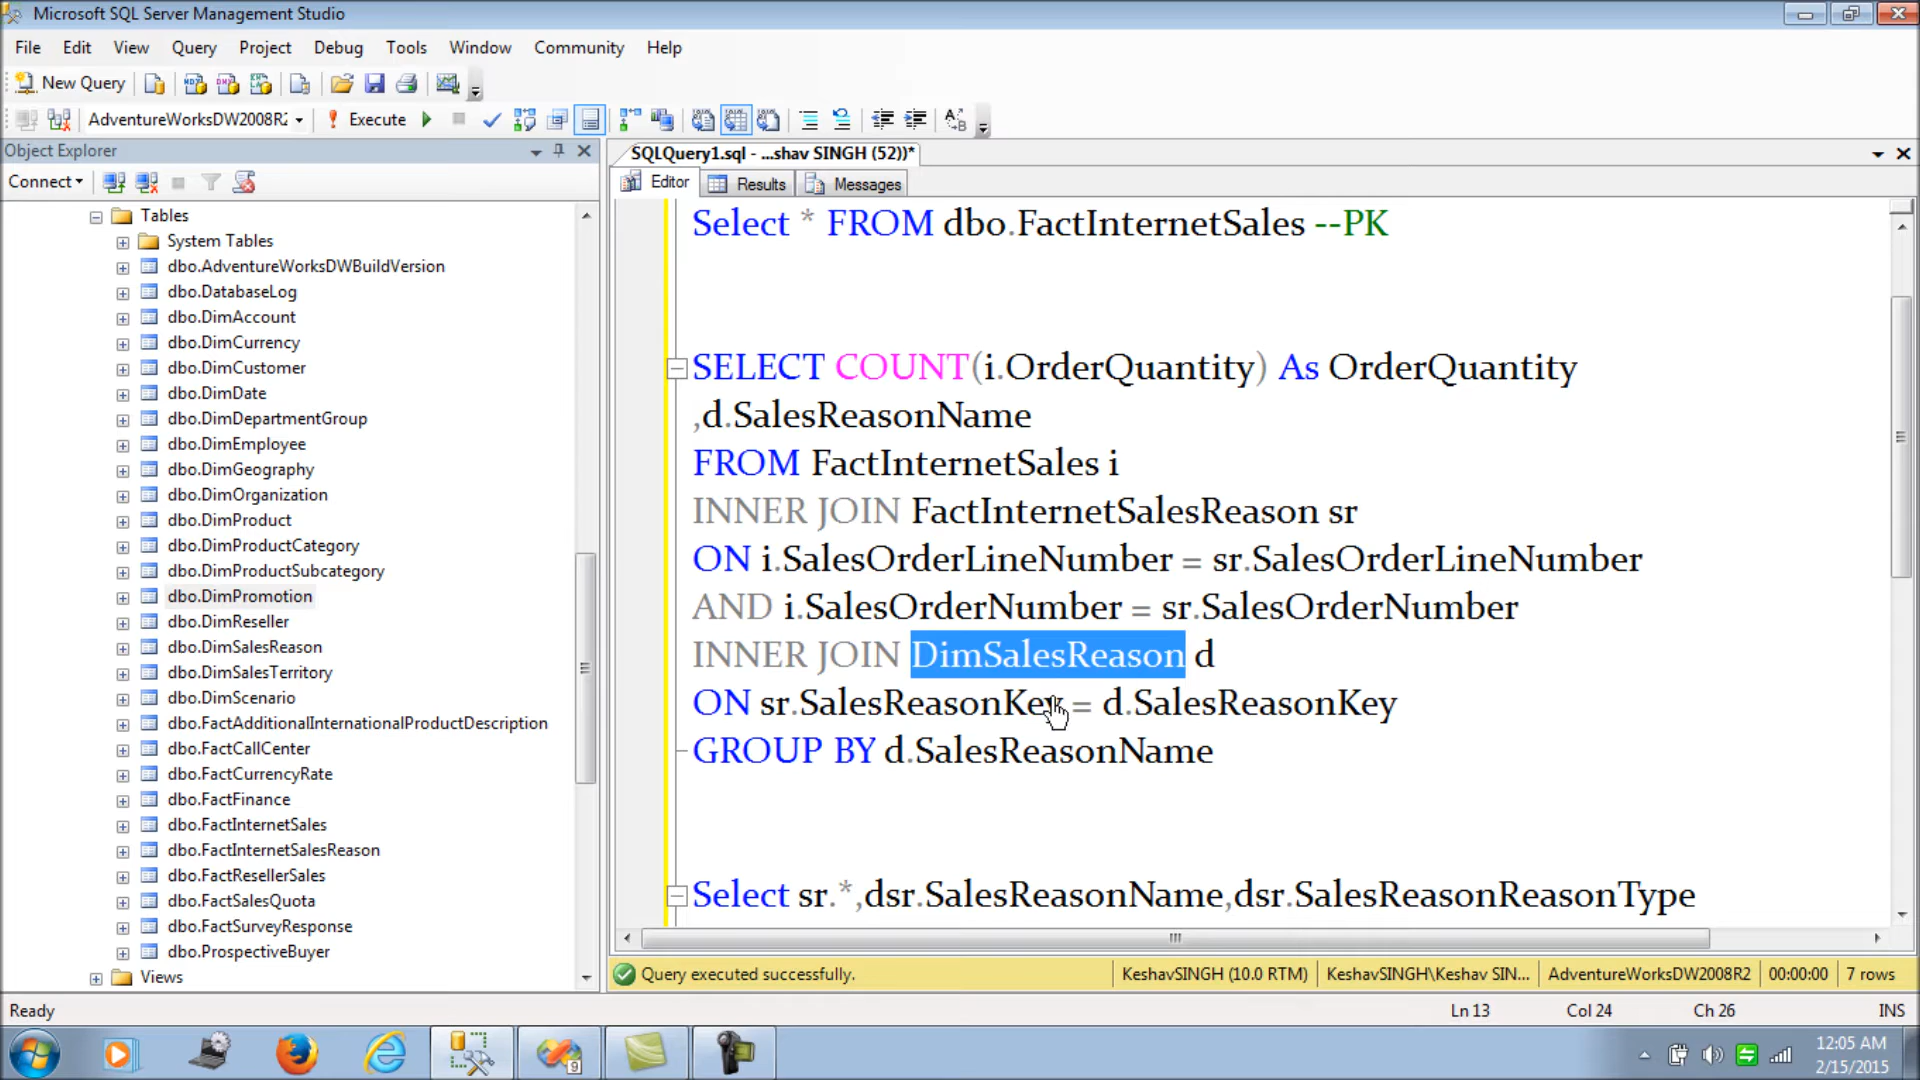 Microsoft SQL Server Management Studio
File Edit View Query Project Debug Tools Window Community Help
New Query
AdventureWorksDW2008R2 Execute
Object Explorer
SQLQuery1.sql - ...shav SINGH (52))*
Connect
Editor Results Messages
Tables
System Tables
dbo.AdventureWorksDWBuildVersion
dbo.DatabaseLog
dbo.DimAccount
dbo.DimCurrency
dbo.DimCustomer
dbo.DimDate
dbo.DimDepartmentGroup
dbo.DimEmployee
dbo.DimGeography
dbo.DimOrganization
dbo.DimProduct
dbo.DimProductCategory
dbo.DimProductSubcategory
dbo.DimPromotion
dbo.DimReseller
dbo.DimSalesReason
dbo.DimSalesTerritory
dbo.DimScenario
dbo.FactAdditionalInternationalProductDescription
dbo.FactCallCenter
dbo.FactCurrencyRate
dbo.FactFinance
dbo.FactInternetSales
dbo.FactInternetSalesReason
dbo.FactResellerSales
dbo.FactSalesQuota
dbo.FactSurveyResponse
dbo.ProspectiveBuyer
Views
Select * FROM dbo.FactInternetSales --PK
SELECT COUNT(i.OrderQuantity) As OrderQuantity
,d.SalesReasonName
FROM FactInternetSales i
INNER JOIN FactInternetSalesReason sr
ON i.SalesOrderLineNumber = sr.SalesOrderLineNumber
AND i.SalesOrderNumber = sr.SalesOrderNumber
INNER JOIN DimSalesReason d
ON sr.SalesReasonKey = d.SalesReasonKey
GROUP BY d.SalesReasonName
Select sr.*,dsr.SalesReasonName,dsr.SalesReasonReasonType
Query executed successfully. KeshavSINGH (10.0 RTM) KeshavSINGH\Keshav SIN... AdventureWorksDW2008R2 00:00:00 7 rows
Ready Ln 13 Col 24 Ch 26 INS
9
12:05 AM
2/15/2015